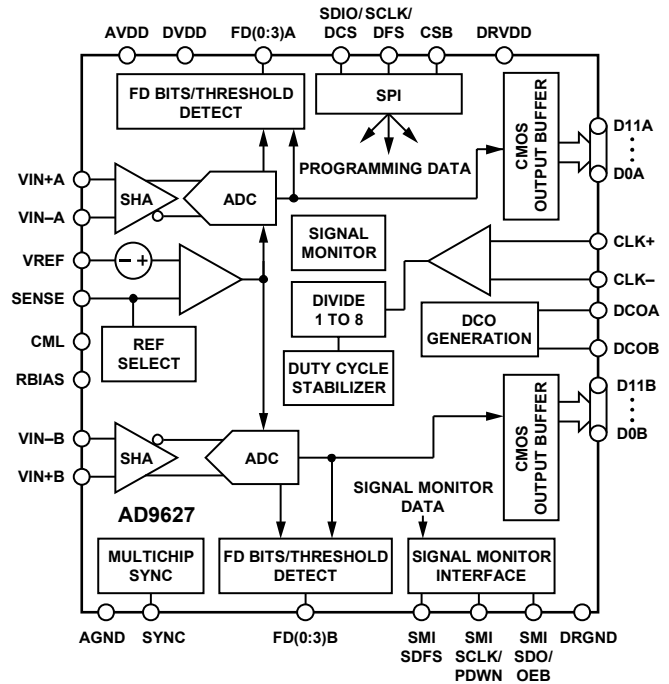 SDIO/ SCLK/
AVDD DVDD FD(0:3)A DCS DFS CSB DRVDD
FD BITS/THRESHOLD
DETECT
SPI
PROGRAMMING DATA
CMOS
OUTPUT BUFFER
D11A
D0A
VIN+A
VIN–A
SHA
ADC
VREF
– +
SENSE
REF
SELECT
CML
RBIAS
SIGNAL
MONITOR
DIVIDE
1 TO 8
DUTY CYCLE
STABILIZER
CLK+
CLK–
DCO
GENERATION
DCOA
DCOB
D11B
D0B
CMOS
OUTPUT BUFFER
VIN–B
VIN+B
SHA
ADC
SIGNAL MONITOR
DATA
AD9627
MULTICHIP
SYNC
FD BITS/THRESHOLD
DETECT
SIGNAL MONITOR
INTERFACE
AGND SYNC FD(0:3)B SMI SMI SMI DRGND
SDFS SCLK/ SDO/
PDWN OEB